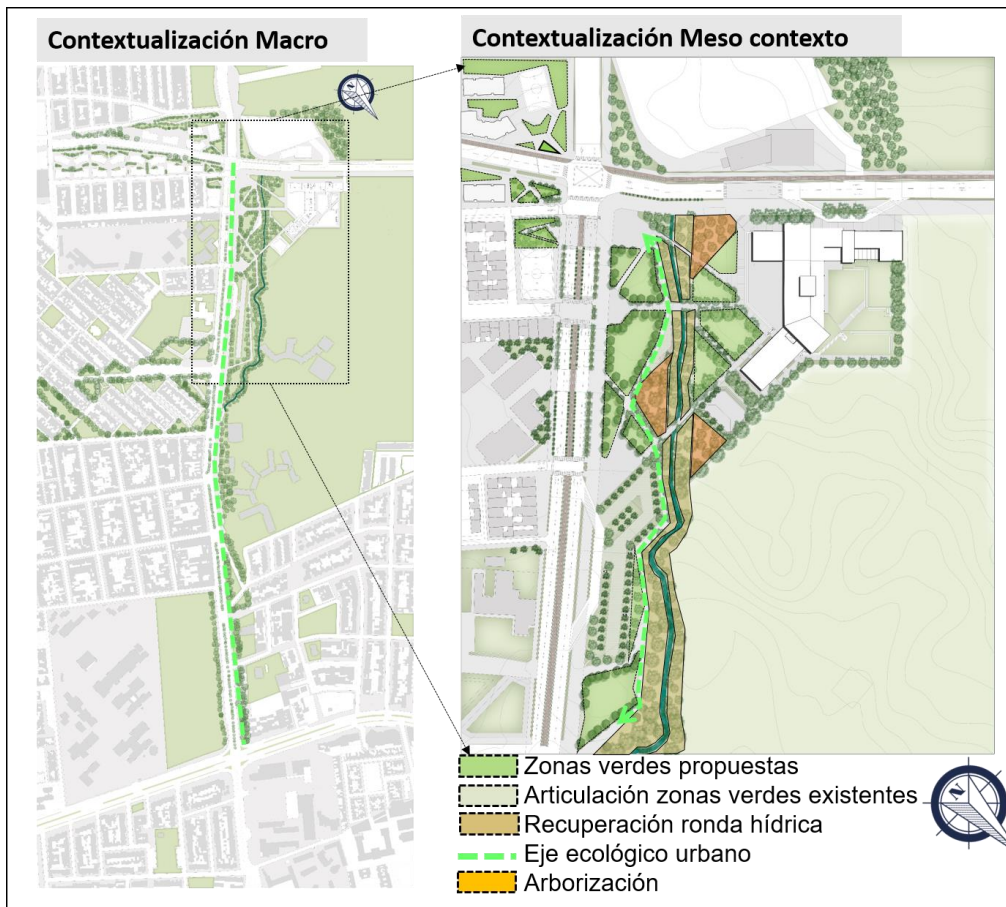 Contextualización Macro
Contextualización Meso contexto
N
Zonas verdes propuestas
Articulación zonas verdes existentes
Recuperación ronda hídrica
Eje ecológico urbano
Arborización
N